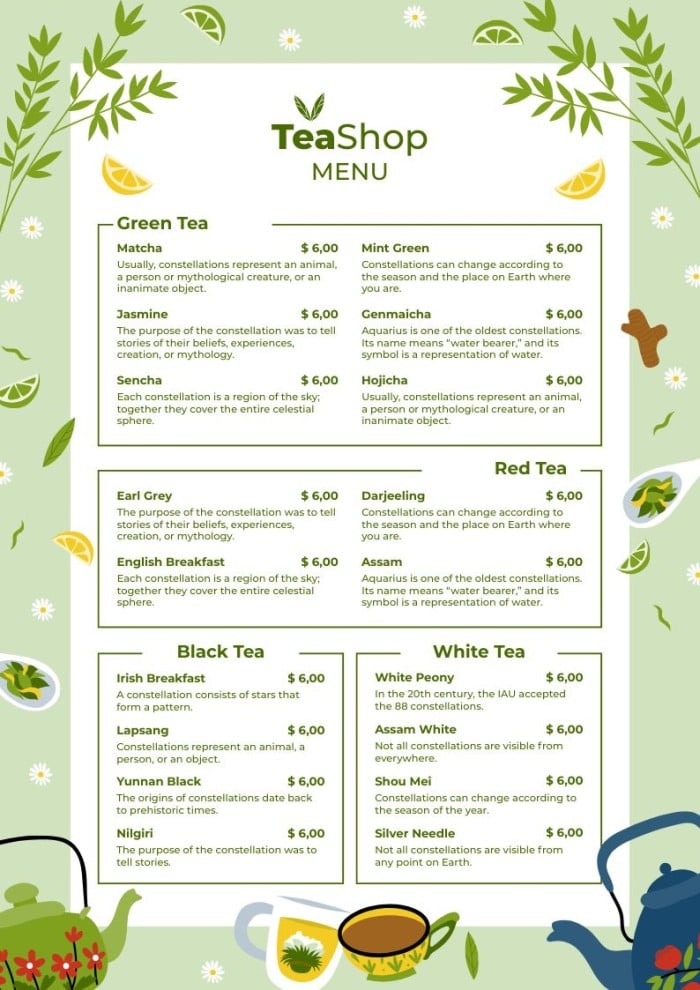 TeaShop
MENU
Green Tea
Matcha $ 6,00
Usually, constellations represent an animal,
a person or mythological creature, or an
inanimate object.
Jasmine $ 6,00
The purpose of the constellation was to tell
stories of their beliefs, experiences,
creation, or mythology.
Sencha $ 6,00
Each constellation is a region of the sky;
together they cover the entire celestial
sphere.
Mint Green $ 6,00
Constellations can change according to
the season and the place on Earth where
you are.
Genmaicha $ 6,00
Aquarius is one of the oldest constellations.
Its name means “water bearer,” and its
symbol is a representation of water.
Hojicha $ 6,00
Usually, constellations represent an animal,
a person or mythological creature, or an
inanimate object.
Red Tea
Earl Grey $ 6,00
The purpose of the constellation was to tell
stories of their beliefs, experiences,
creation, or mythology.
English Breakfast $ 6,00
Each constellation is a region of the sky;
together they cover the entire celestial
sphere.
Darjeeling $ 6,00
Constellations can change according to
the season and the place on Earth where
you are.
Assam $ 6,00
Aquarius is one of the oldest constellations.
Its name means “water bearer,” and its
symbol is a representation of water.
Black Tea
Irish Breakfast $ 6,00
A constellation consists of stars that
form a pattern.
Lapsang $ 6,00
Constellations represent an animal, a
person, or an object.
Yunnan Black $ 6,00
The origins of constellations date back
to prehistoric times.
Nilgiri $ 6,00
The purpose of the constellation was to
tell stories.
White Tea
White Peony $ 6,00
In the 20th century, the IAU accepted
the 88 constellations.
Assam White $ 6,00
Not all constellations are visible from
everywhere.
Shou Mei $ 6,00
Constellations can change according to
the season of the year.
Silver Needle $ 6,00
Not all constellations are visible from
any point on Earth.